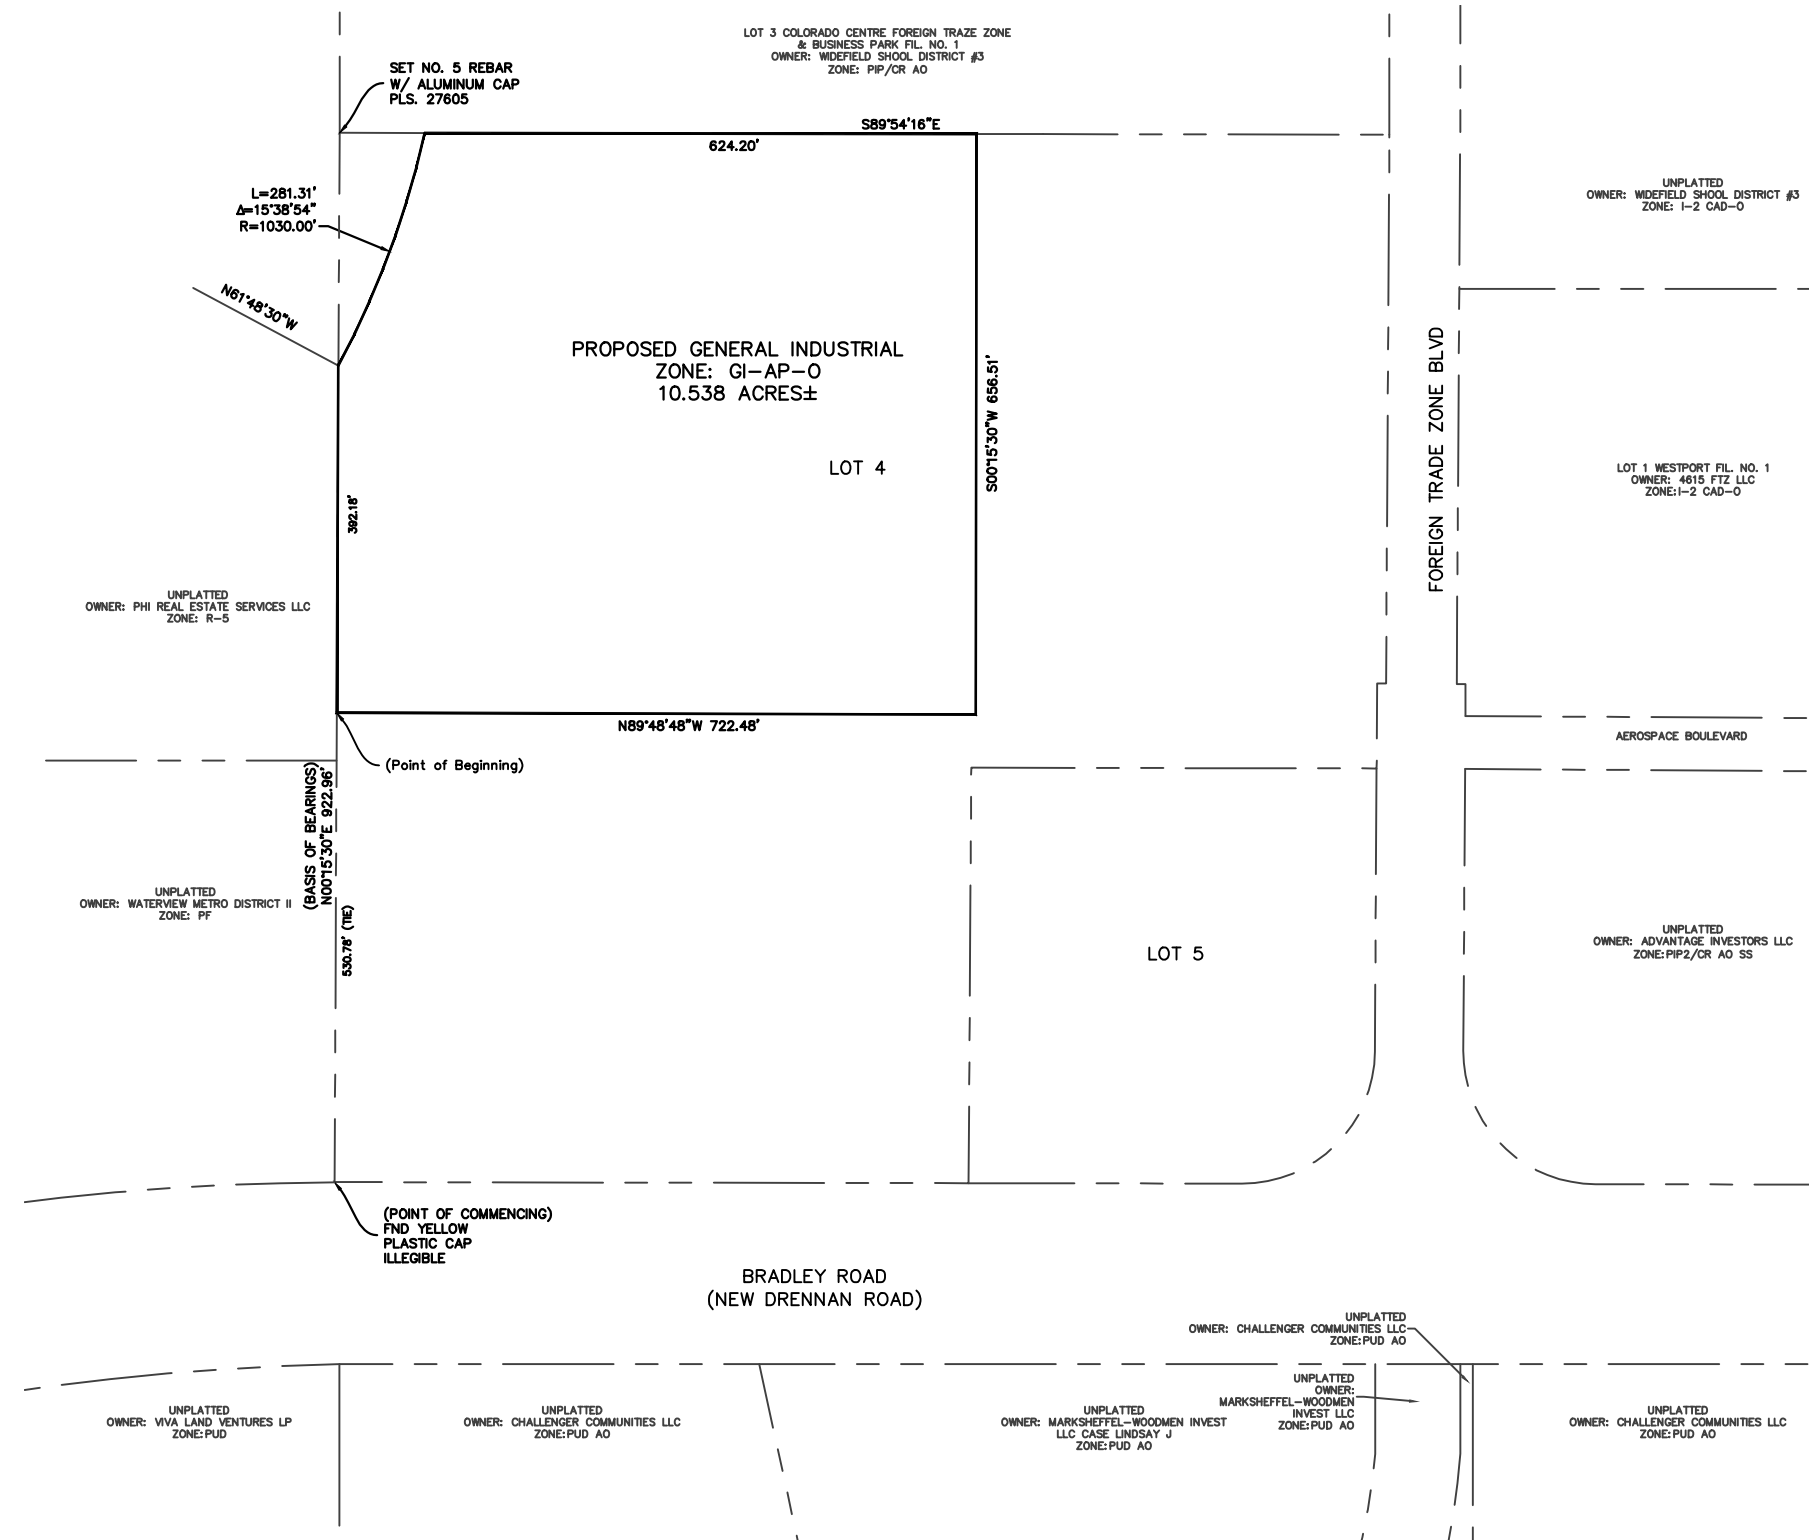 LOT 3 COLORADO CENTRE FOREIGN TRAZE ZONE
& BUSINESS PARK FIL. NO. 1
OWNER: WIDEFIELD SHOOL DISTRICT #3
ZONE: PIP/CR AO
SET NO. 5 REBAR
W/ ALUMINUM CAP
PLS. 27605
S89°54'16"E
624.20'
L=281.31'
Δ=15°38'54"
R=1030.00'
UNPLATTED
OWNER: WIDEFIELD SHOOL DISTRICT #3
ZONE: I-2 CAD-O
N61°48'30"W
PROPOSED GENERAL INDUSTRIAL
ZONE: GI-AP-O
10.538 ACRES±
S00°15'30"W 656.51'
FOREIGN TRADE ZONE BLVD
LOT 4
LOT 1 WESTPORT FIL. NO. 1
OWNER: 4615 FTZ LLC
ZONE:I-2 CAD-O
392.18'
UNPLATTED
OWNER: PHI REAL ESTATE SERVICES LLC
ZONE: R-5
N89°48'48"W 722.48'
AEROSPACE BOULEVARD
(Point of Beginning)
(BASIS OF BEARINGS)
N00°15'30"E 922.96'
UNPLATTED
OWNER: WATERVIEW METRO DISTRICT II
ZONE: PF
530.78' (TIE)
LOT 5
UNPLATTED
OWNER: ADVANTAGE INVESTORS LLC
ZONE:PIP2/CR AO SS
(POINT OF COMMENCING)
FND YELLOW
PLASTIC CAP
ILLEGIBLE
BRADLEY ROAD
(NEW DRENNAN ROAD)
UNPLATTED
OWNER: CHALLENGER COMMUNITIES LLC
ZONE:PUD AO
UNPLATTED
OWNER:
MARKSHEFFEL-WOODMEN
INVEST LLC
ZONE:PUD AO
UNPLATTED
OWNER: VIVA LAND VENTURES LP
ZONE:PUD
UNPLATTED
OWNER: CHALLENGER COMMUNITIES LLC
ZONE:PUD AO
UNPLATTED
OWNER: MARKSHEFFEL-WOODMEN INVEST
LLC CASE LINDSAY J
ZONE:PUD AO
UNPLATTED
OWNER: CHALLENGER COMMUNITIES LLC
ZONE:PUD AO